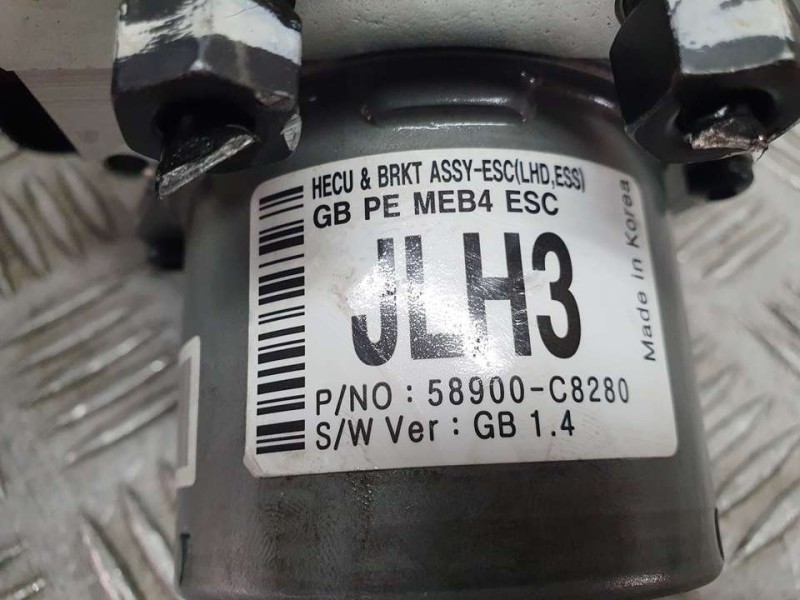 HECU & BRKT ASSY-ESC(LHD,ESS)
GB PE MEB4 ESC
JLH3
Made in Korea
P/NO : 58900-C8280
S/W Ver : GB 1.4